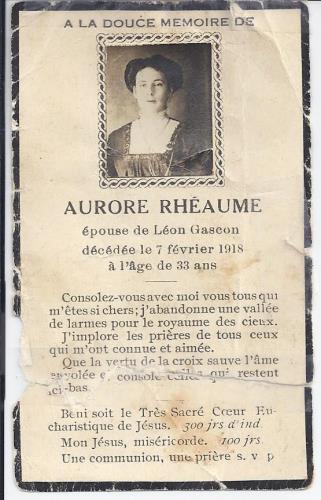 A LA DOUCE MEMOIRE DE
AURORE RHÉAUME
épouse de Léon Gascon
décédée le 7 février 1918
à l'âge de 33 ans
Consolez-vous avec moi vous tous qui
m'êtes si chers; j'abandonne une vallée
de larmes pour le royaume des cieux.
J'implore les prières de tous ceux
qui m'ont connue et aimée.
Que la vertu de la croix sauve l'âme
envolée et console celles qui restent
ici-bas
Beni soit le Très Sacré Cœur Eu-
charistique de Jésus. 300 jrs d'ind.
Mon Jésus, miséricorde. 100 jrs.
Une communion, une prière s. v p